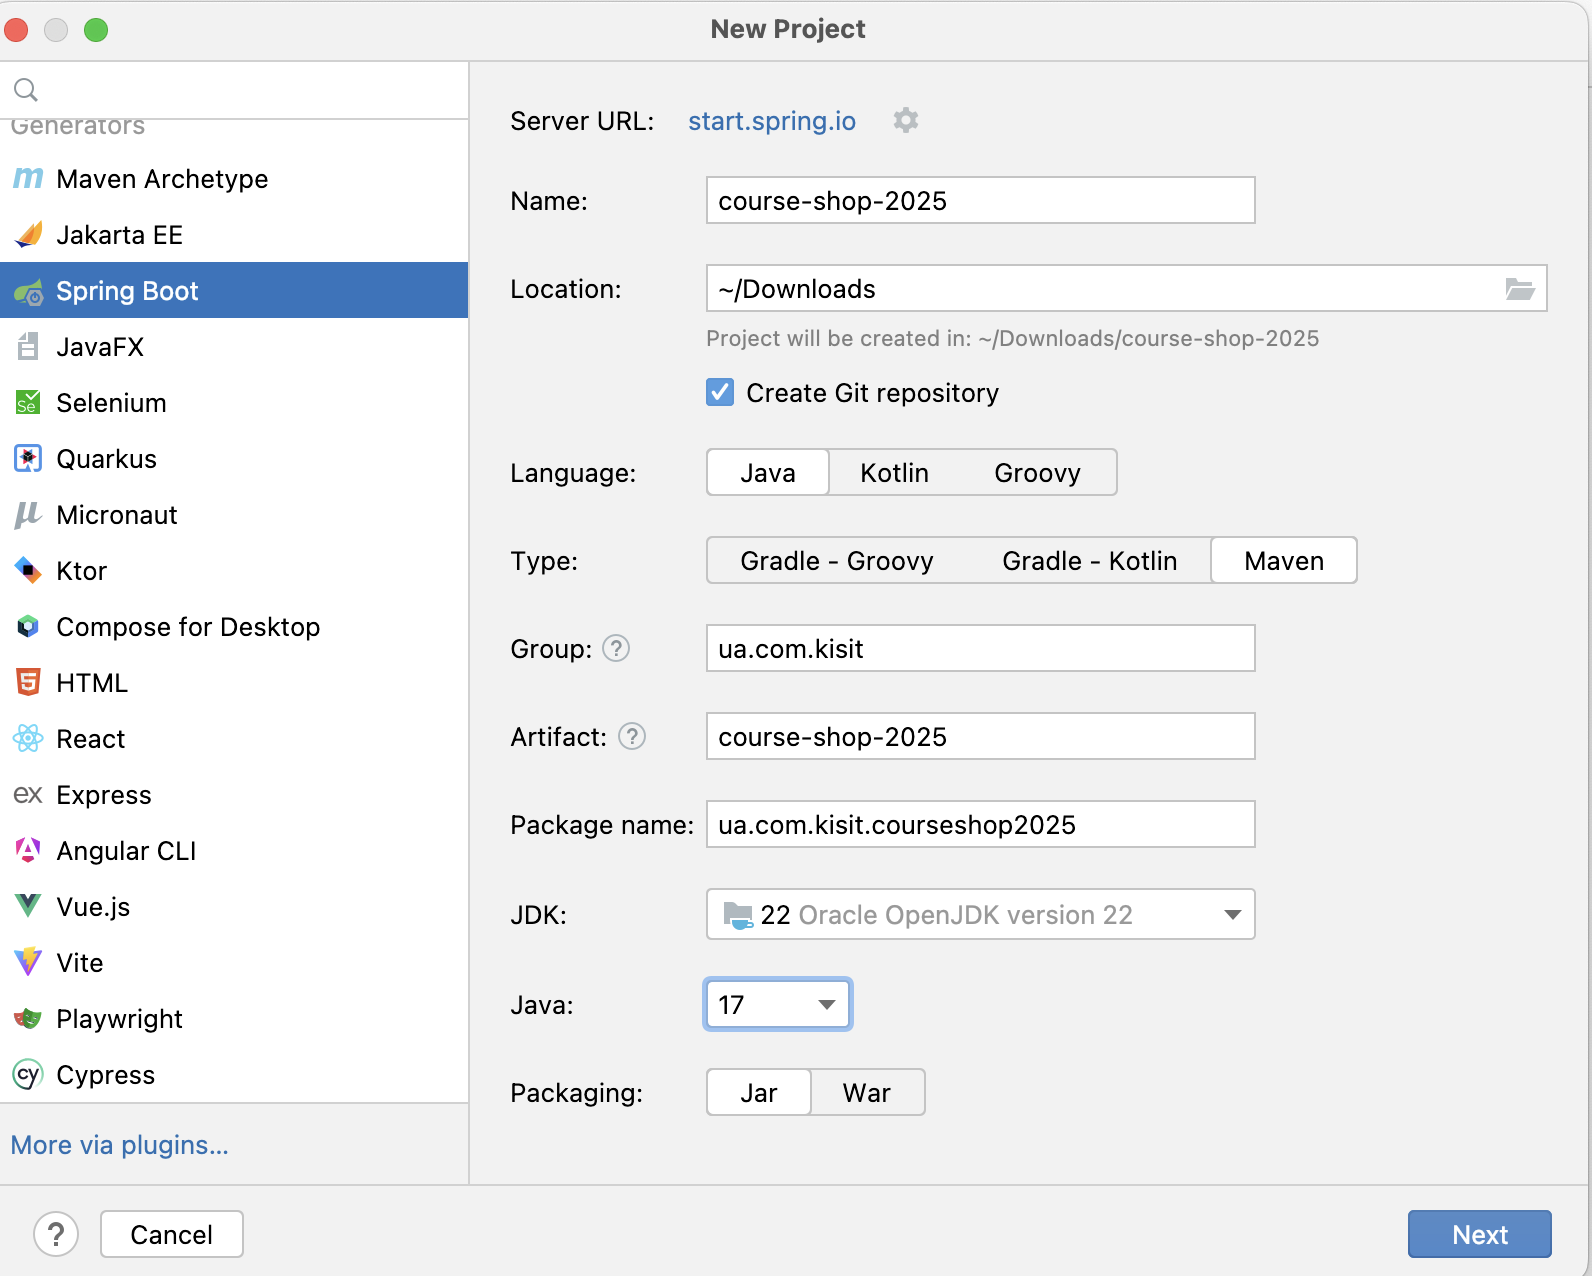 New Project
Generators
Maven Archetype
Jakarta EE
Spring Boot
JavaFX
Selenium
Quarkus
Micronaut
Ktor
Compose for Desktop
HTML
React
ex Express
Angular CLI
Vue.js
Vite
Playwright
cy Cypress
More via plugins...
Server URL: start.spring.io
Name: course-shop-2025
Location: ~/Downloads
Project will be created in: ~/Downloads/course-shop-2025
Create Git repository
Language: Java Kotlin Groovy
Type: Gradle - Groovy Gradle - Kotlin Maven
Group: ? ua.com.kisit
Artifact: ? course-shop-2025
Package name: ua.com.kisit.courseshop2025
JDK: 22 Oracle OpenJDK version 22
Java: 17
Packaging: Jar War
? Cancel Next